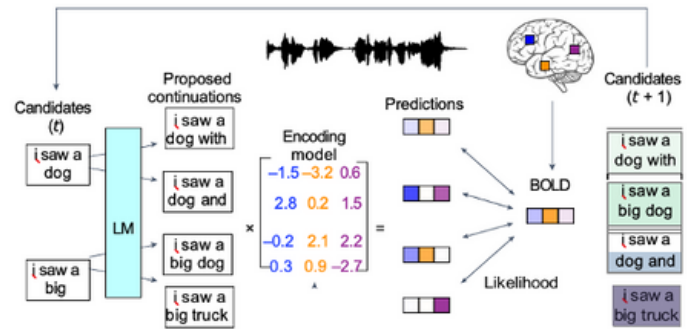 Proposed
continuations
Candidates
(t)
i saw a
dog
i saw a
big
LM
i saw a
dog with
i saw a
dog and
i saw a
big dog
i saw a
big truck
×
Encoding
model
–1.5 –3.2 0.6
2.8 0.2 1.5
–0.2 2.1 2.2
–0.3 0.9 –2.7
=
Predictions
BOLD
Likelihood
Candidates
(t + 1)
i saw a
dog with
i saw a
big dog
i saw a
dog and
i saw a
big truck